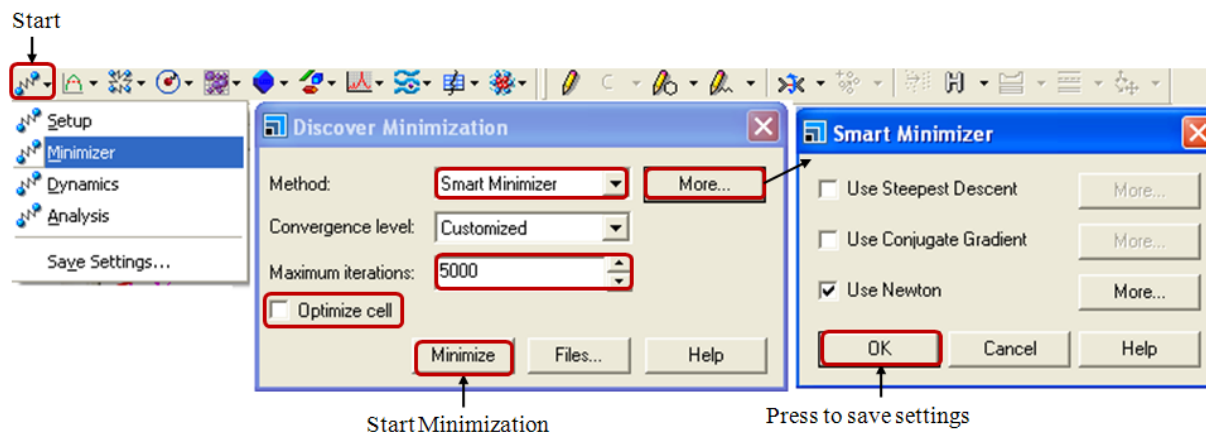 Start
Setup
Minimizer
Dynamics
Analysis
Save Settings...
Discover Minimization
Method: Smart Minimizer More...
Convergence level: Customized
Maximum iterations: 5000
Optimize cell
Minimize Files... Help
Start Minimization
Smart Minimizer
Use Steepest Descent More...
Use Conjugate Gradient More...
Use Newton More...
OK Cancel Help
Press to save settings